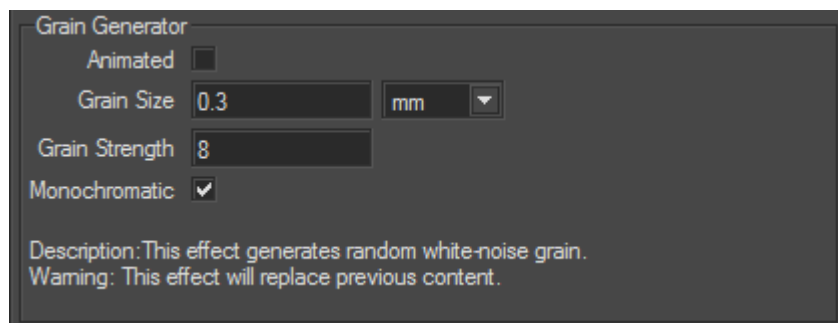 Grain Generator
Animated
Grain Size 0.3 mm
Grain Strength 8
Monochromatic
Description:This effect generates random white-noise grain.
Warning: This effect will replace previous content.